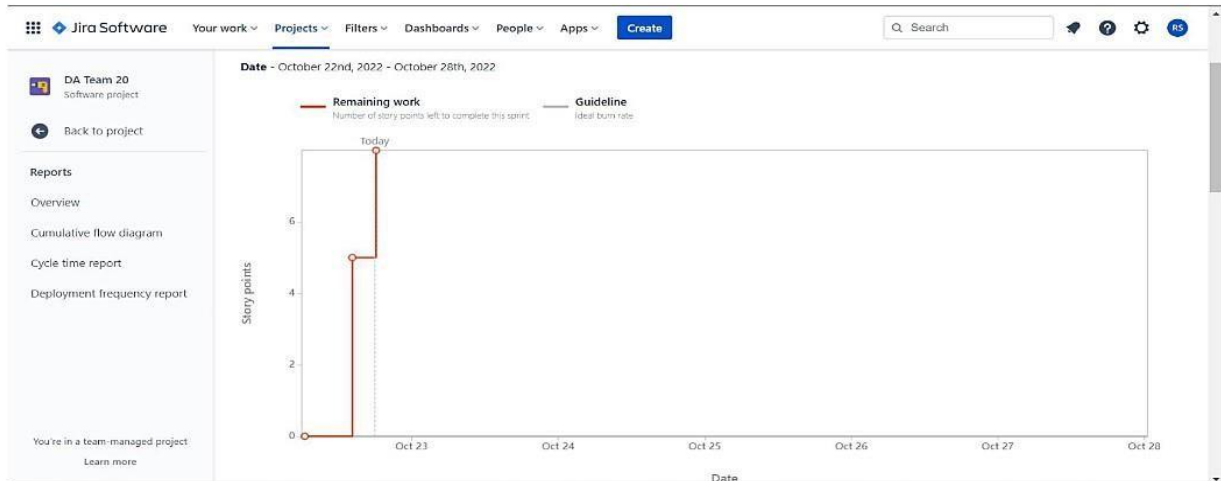 Jira Software Your work Projects Filters Dashboards People Apps Create Search RS
DA Team 20
Software project
Back to project
Reports
Overview
Cumulative flow diagram
Cycle time report
Deployment frequency report
You're in a team-managed project
Learn more
Date - October 22nd, 2022 - October 28th, 2022
Remaining work
Number of story points left to complete this sprint
Guideline
Ideal burn rate
Today
6
4
2
0
Story points
Oct 23 Oct 24 Oct 25 Oct 26 Oct 27 Oct 28
Date